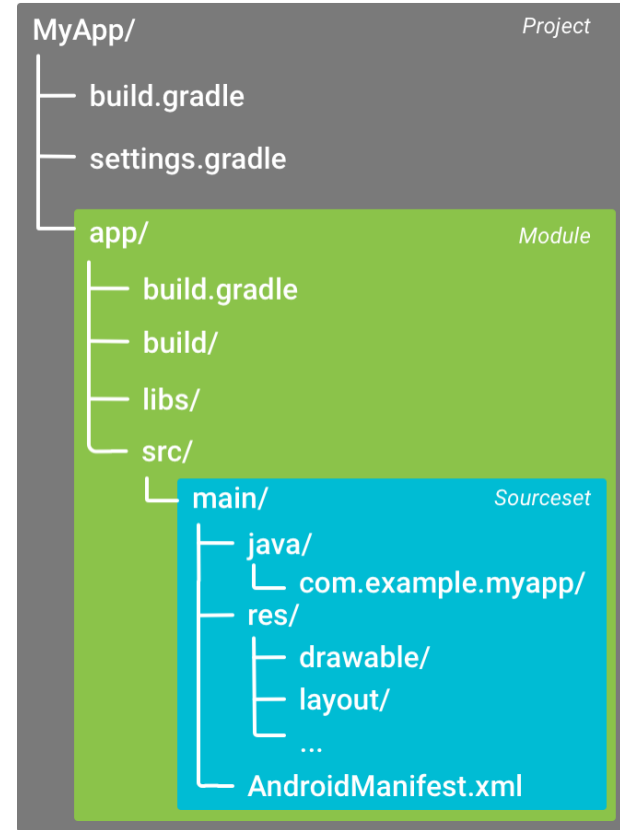 MyApp/ Project
build.gradle
settings.gradle
app/ Module
build.gradle
build/
libs/
src/
main/ Sourceset
java/
com.example.myapp/
res/
drawable/
layout/
...
AndroidManifest.xml